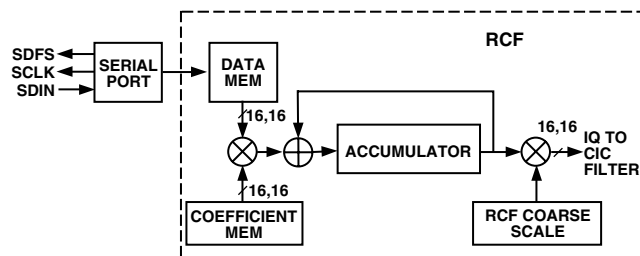 RCF
SDFS
SCLK
SDIN
SERIAL
PORT
DATA
MEM
16,16
ACCUMULATOR
16,16
IQ TO
CIC
FILTER
16,16
COEFFICIENT
MEM
RCF COARSE
SCALE